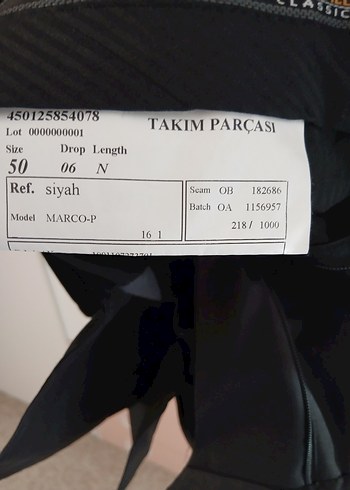 CLASSIC
450125854078
Lot 0000000001
TAKIM PARÇASI
Size Drop Length
50 06 N
Ref. siyah
Model MARCO-P
16 1
Seam OB 182686
Batch OA 1156957
218 / 1000